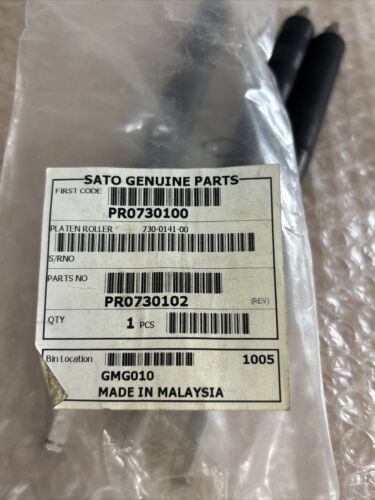 SATO GENUINE PARTS
FIRST CODE
PR0730100
PLATEN ROLLER 730-0141-00
S/RNO
PARTS NO
PR0730102 (REV)
QTY 1 PCS
Bin Location 1005
GMG010
MADE IN MALAYSIA